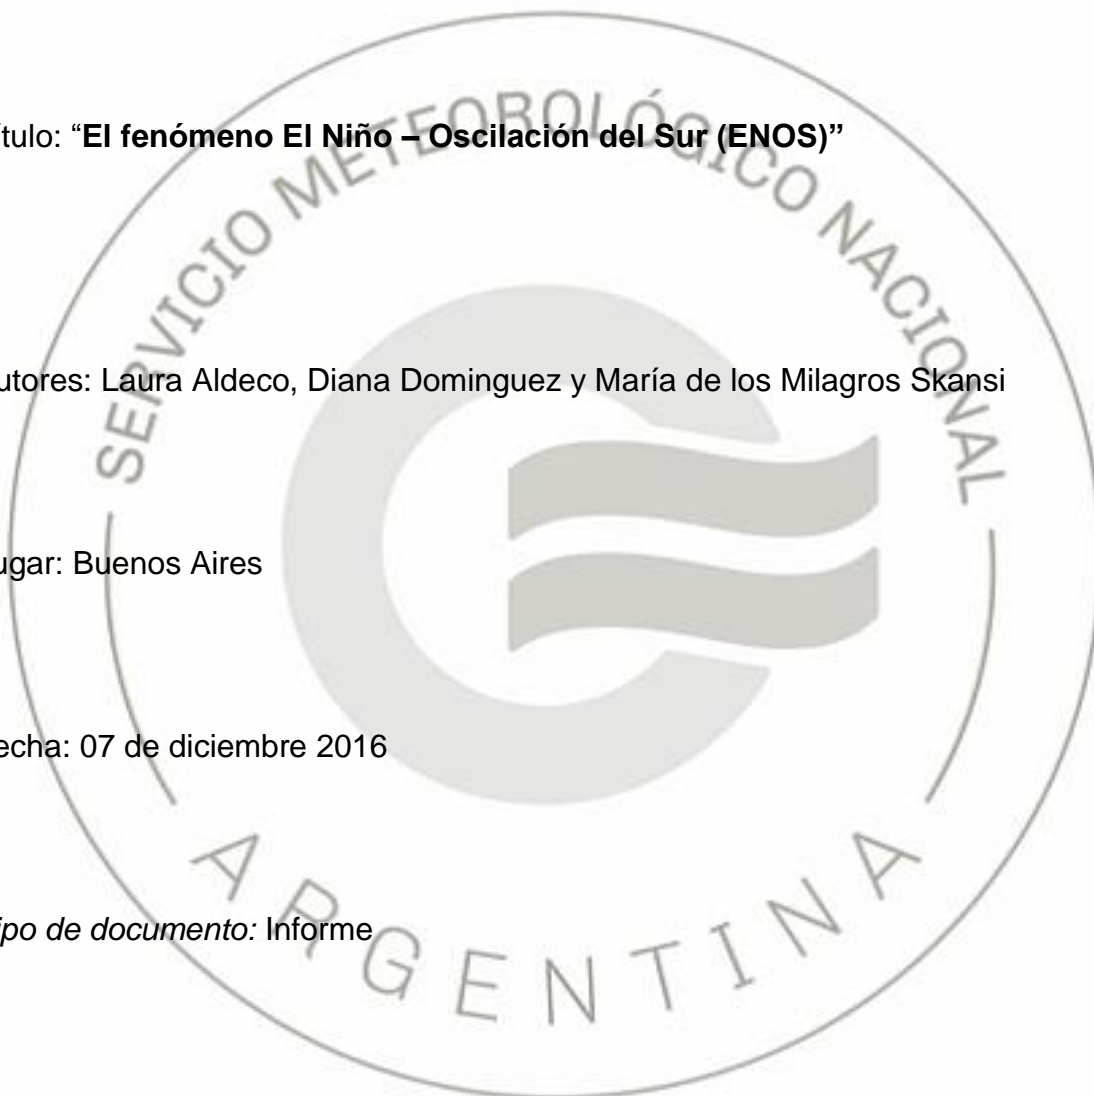 ítulo: “El fenómeno El Niño – Oscilación del Sur (ENOS)”
utores: Laura Aldeco, Diana Dominguez y María de los Milagros Skansi
ugar: Buenos Aires
echa: 07 de diciembre 2016
ipo de documento: Informe
SERVICIO METEOROLÓGICO NACIONAL
ARGENTINA